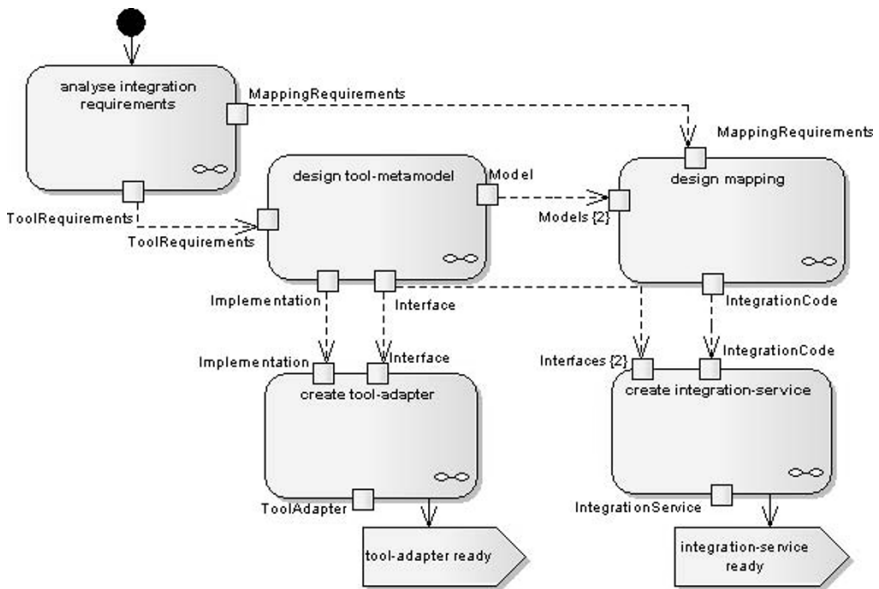 analyse integration
requirements
MappingRequirements
MappingRequirements
design tool-metamodel
Model
design mapping
ToolRequirements
Models {2}
ToolRequirements
Implementation
Interface
IntegrationCode
Implementation
Interface
Interfaces {2}
IntegrationCode
create tool-adapter
create integration-service
ToolAdapter
IntegrationService
tool-adapter ready
integration-service
ready